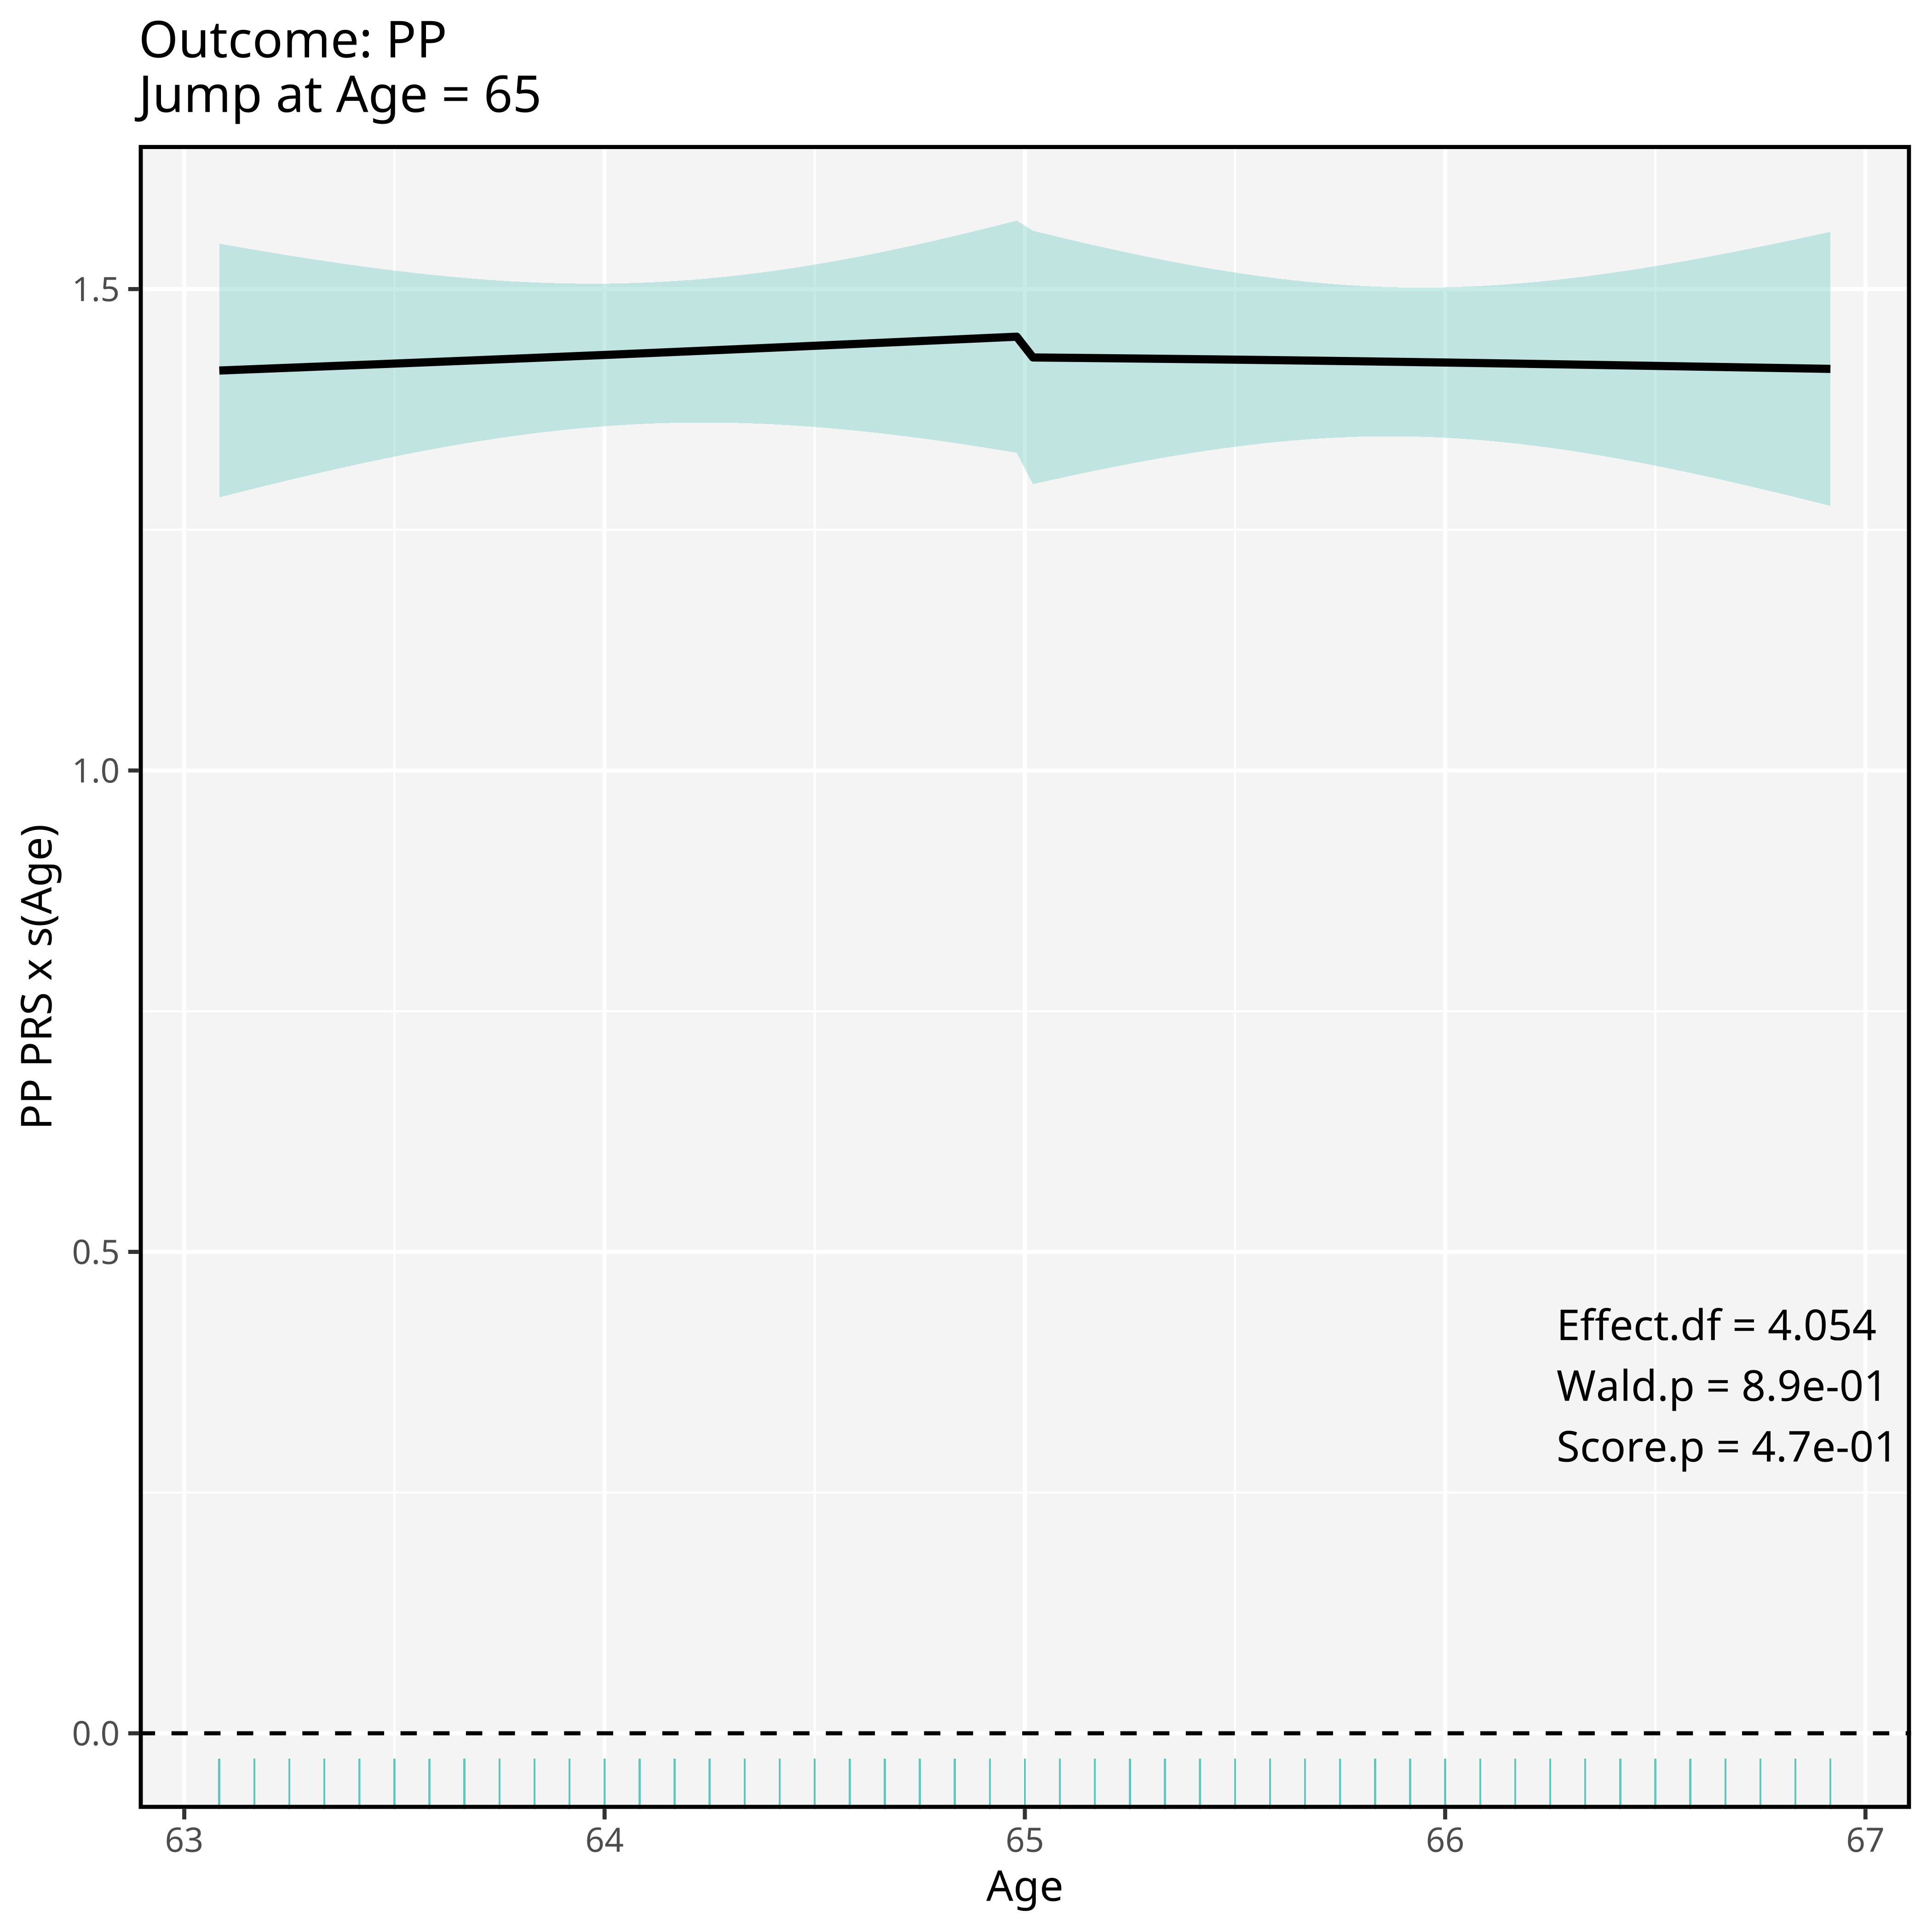 Outcome: PP
Jump at Age = 65
PP PRS x s(Age)
1.5
1.0
0.5
0.0
Effect.df = 4.054
Wald.p = 8.9e-01
Score.p = 4.7e-01
63 64 65 66 67
Age